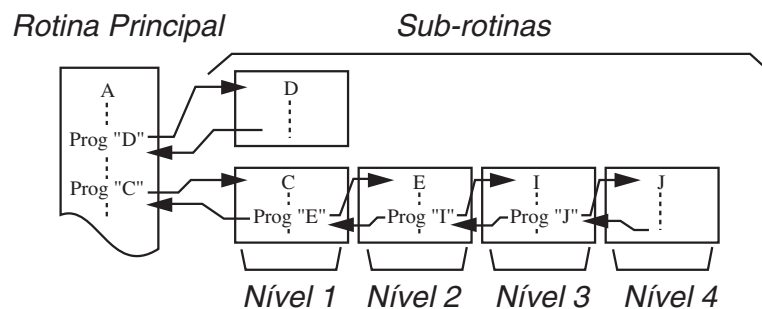 Rotina Principal Sub-rotinas
A D
Prog "D"
Prog "C" C E I J
Prog "E" Prog "I" Prog "J"
Nível 1 Nível 2 Nível 3 Nível 4